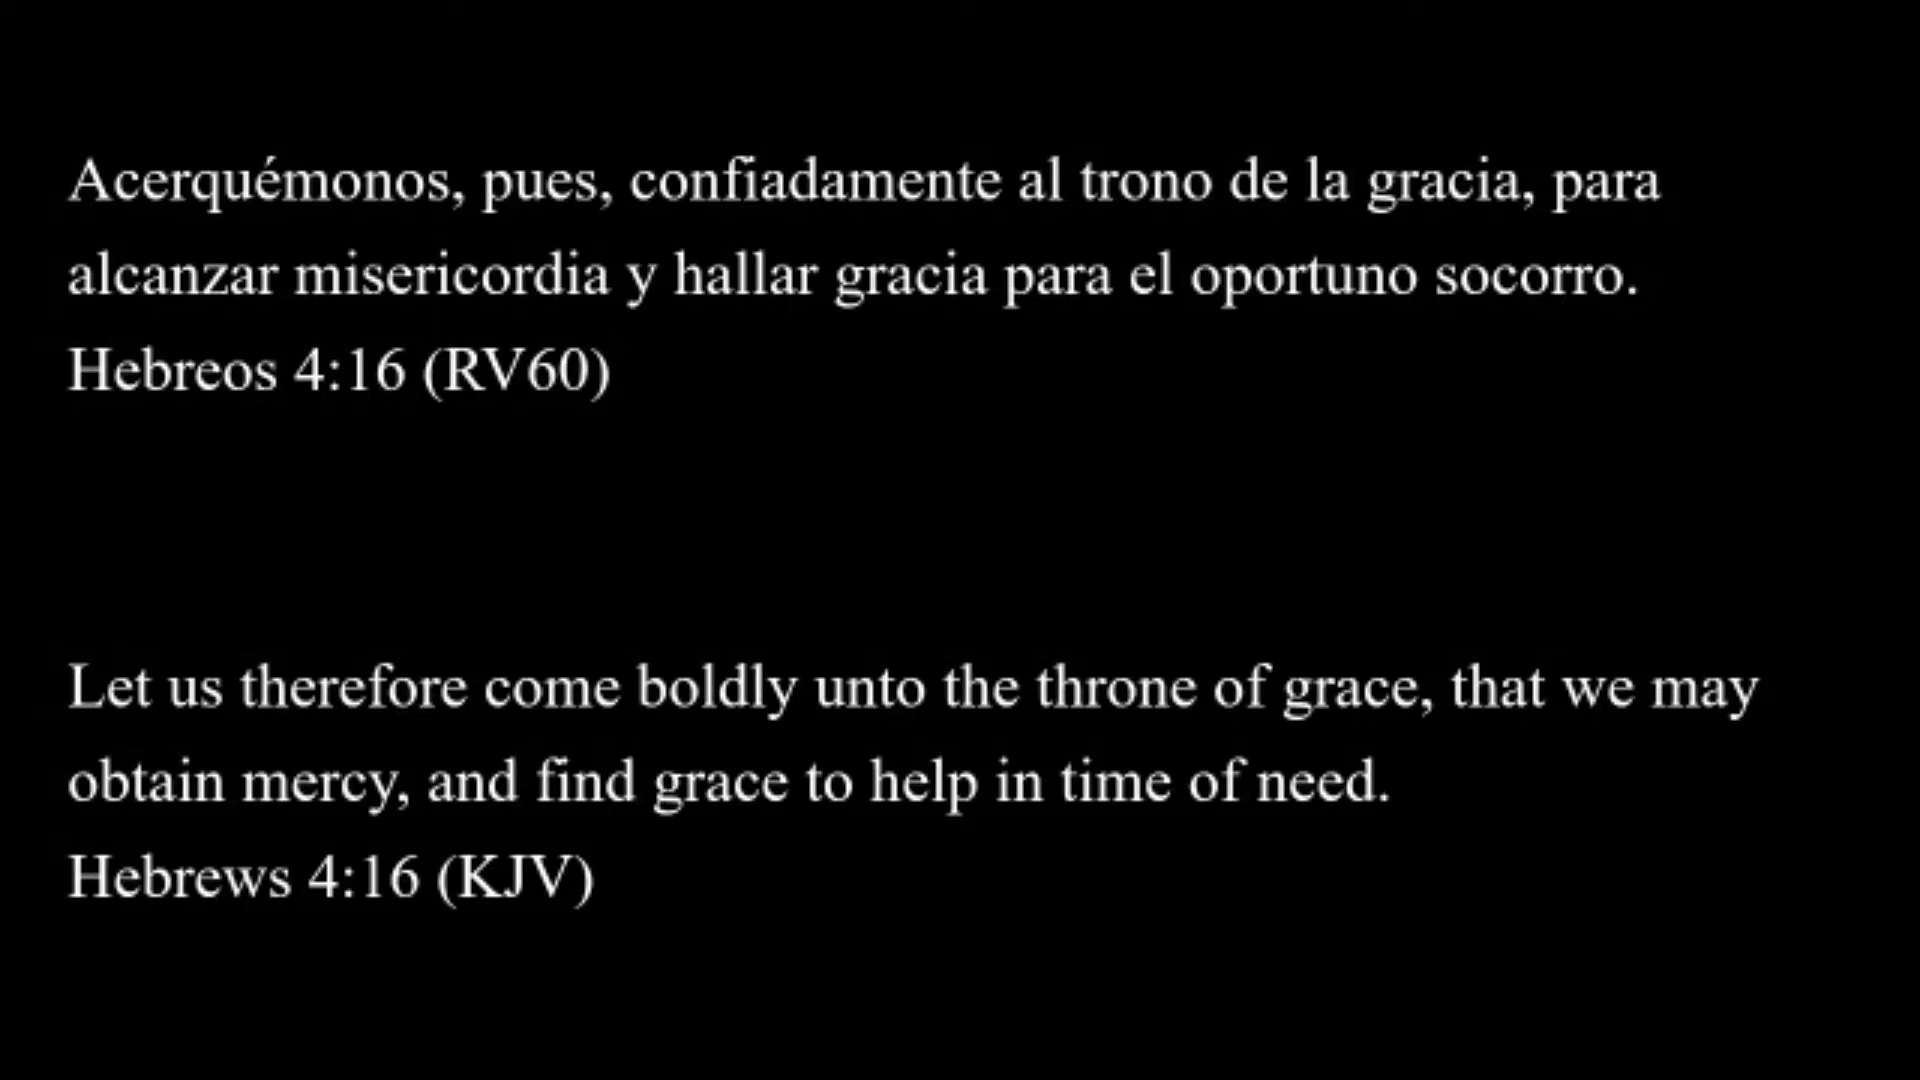 Acerquémonos, pues, confiadamente al trono de la gracia, para
alcanzar misericordia y hallar gracia para el oportuno socorro.
Hebreos 4:16 (RV60)
Let us therefore come boldly unto the throne of grace, that we may
obtain mercy, and find grace to help in time of need.
Hebrews 4:16 (KJV)